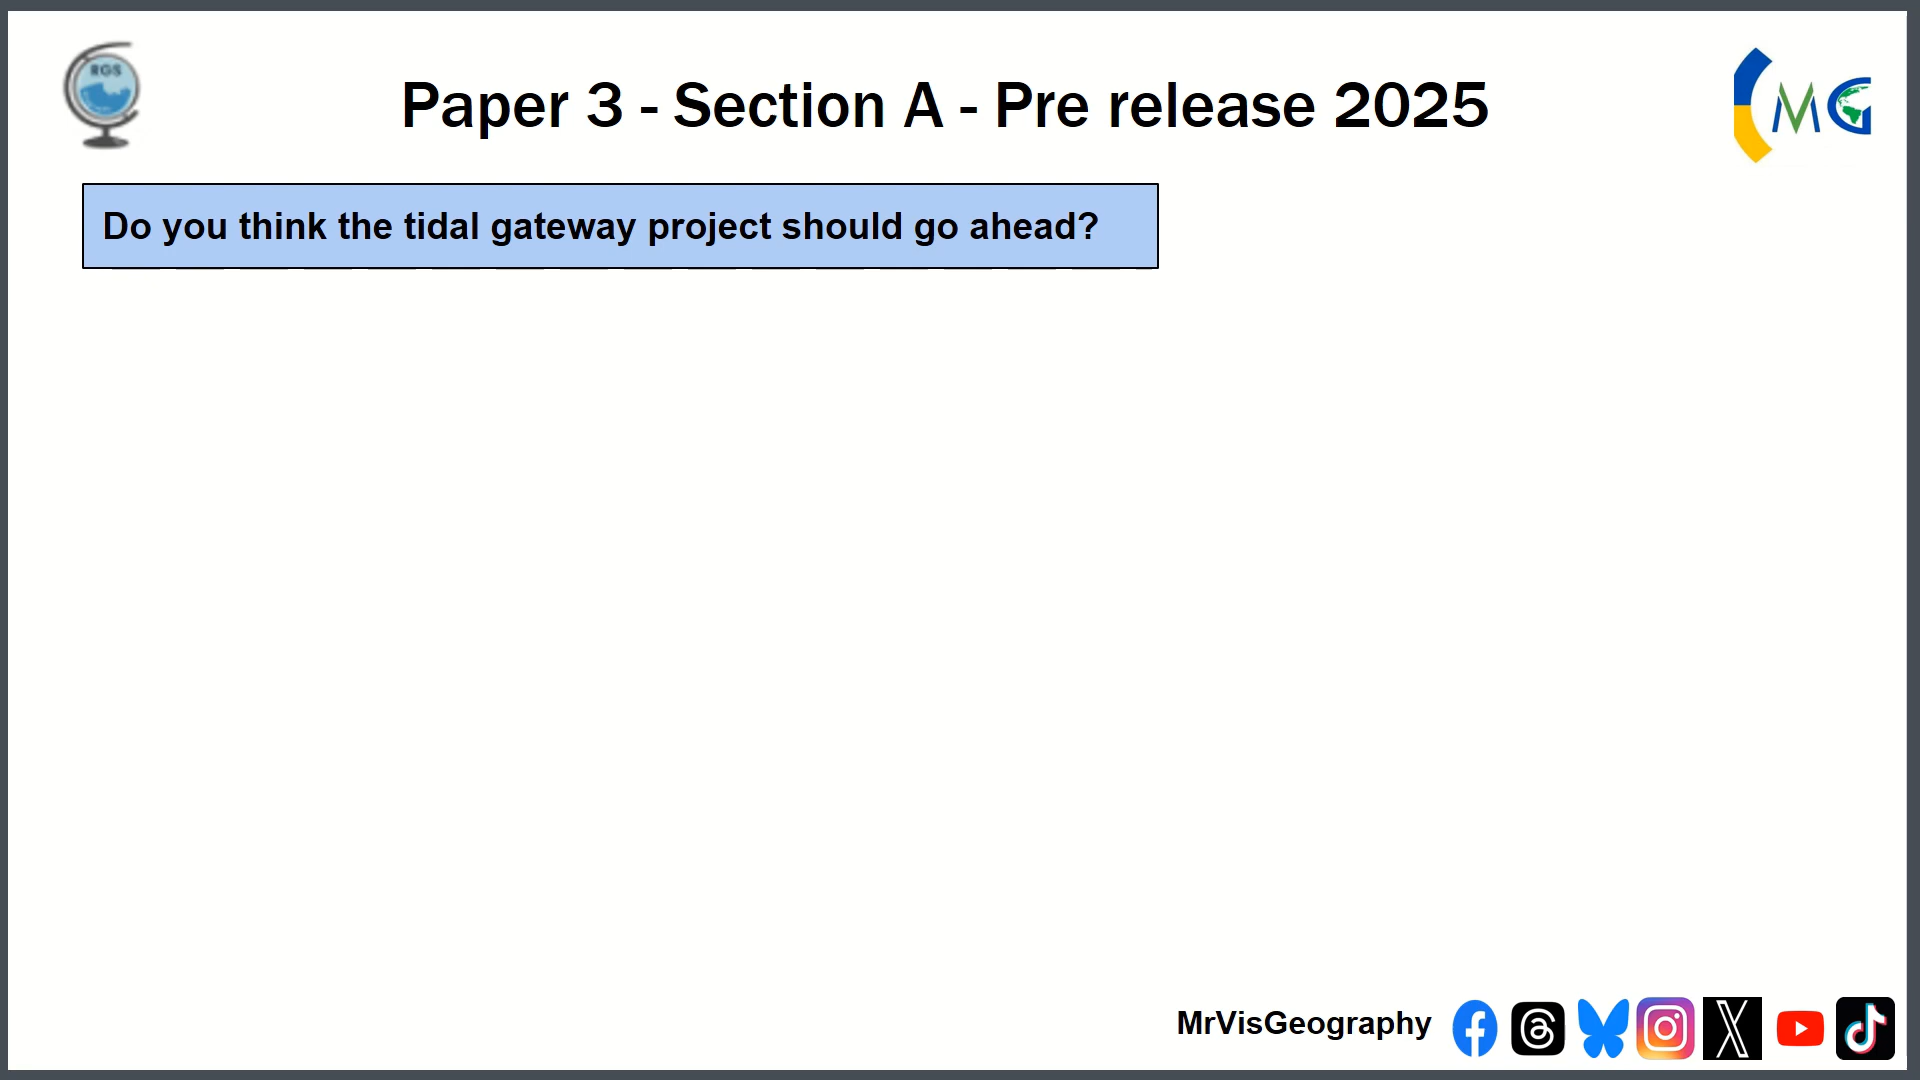 RGS
Paper 3 - Section A - Pre release 2025
MG
Do you think the tidal gateway project should go ahead?
MrVisGeography